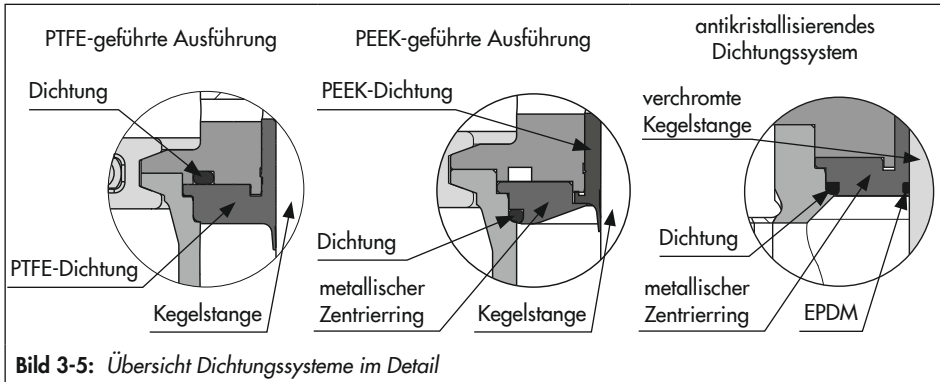 PTFE-geführte Ausführung
Dichtung
PTFE-Dichtung
Kegelstange
PEEK-geführte Ausführung
PEEK-Dichtung
Dichtung
metallischer
Zentrierring
Kegelstange
antikristallisierendes
Dichtungssystem
verchromte
Kegelstange
Dichtung
metallischer
Zentrierring
EPDM
Bild 3-5: Übersicht Dichtungssysteme im Detail